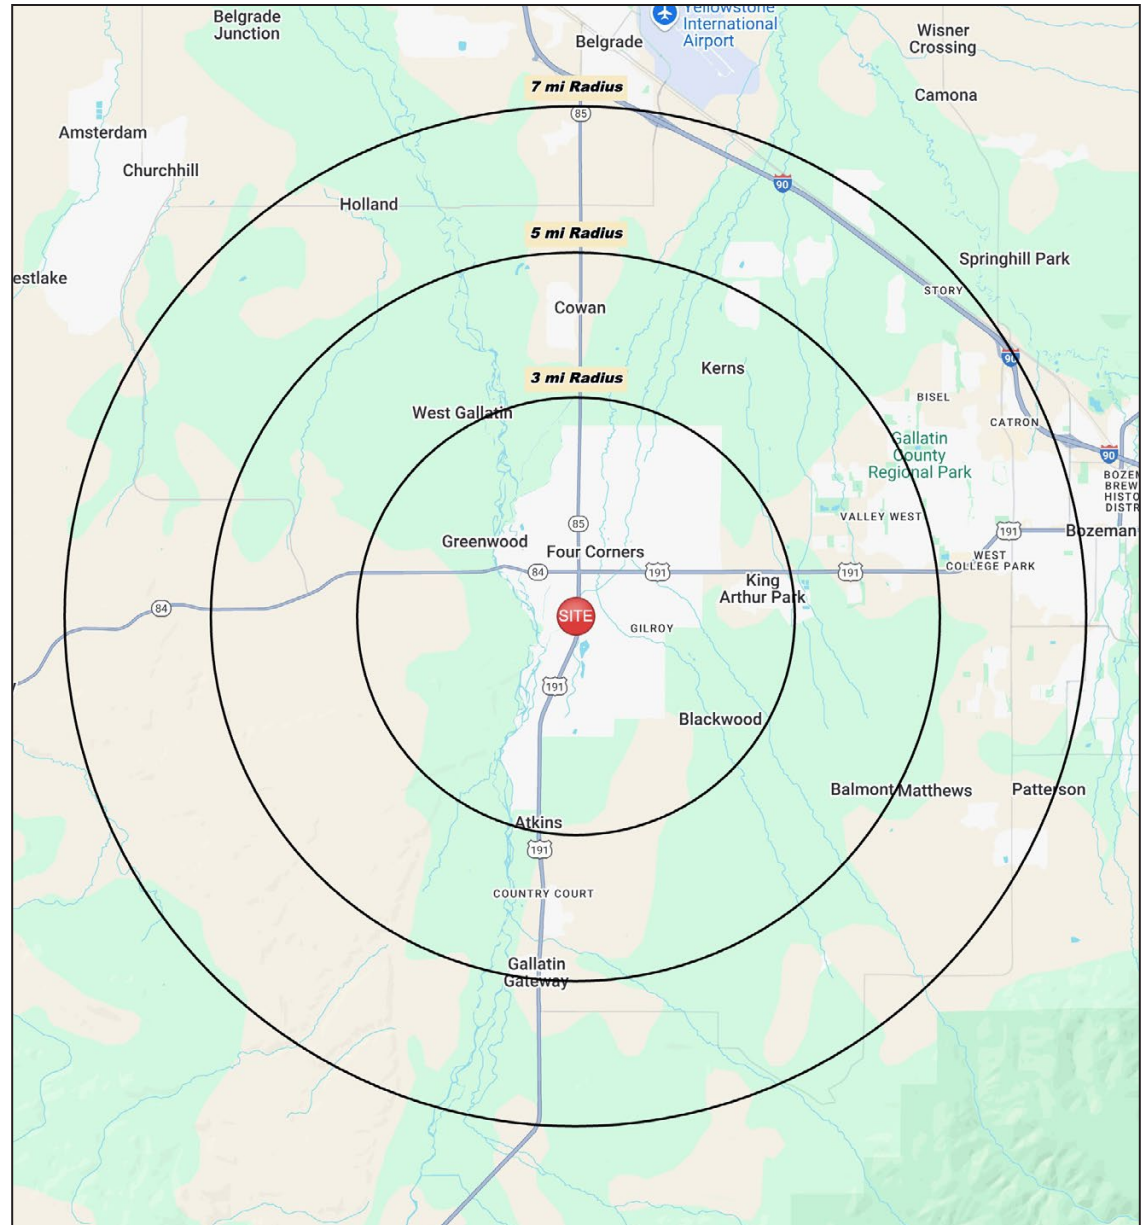 Belgrade
Junction
Yellowstone
International
Airport
Belgrade
Wisner
Crossing
7 mi Radius
Camona
85
Amsterdam
Churchhill
90
Holland
5 mi Radius
Springhill Park
estlake
STORY
Cowan
90
Kerns
3 mi Radius
BISEL
West Gallatin
CATRON
Gallatin
County
Regional Park
90
BOZEM
BREW
HISTO
DISTR
VALLEY WEST
85
191
Bozeman
Greenwood
Four Corners
WEST
COLLEGE PARK
84
191
191
King
Arthur Park
84
SITE
GILROY
191
Blackwood
Balmont
Matthews
Patterson
Atkins
191
COUNTRY COURT
Gallatin
Gateway